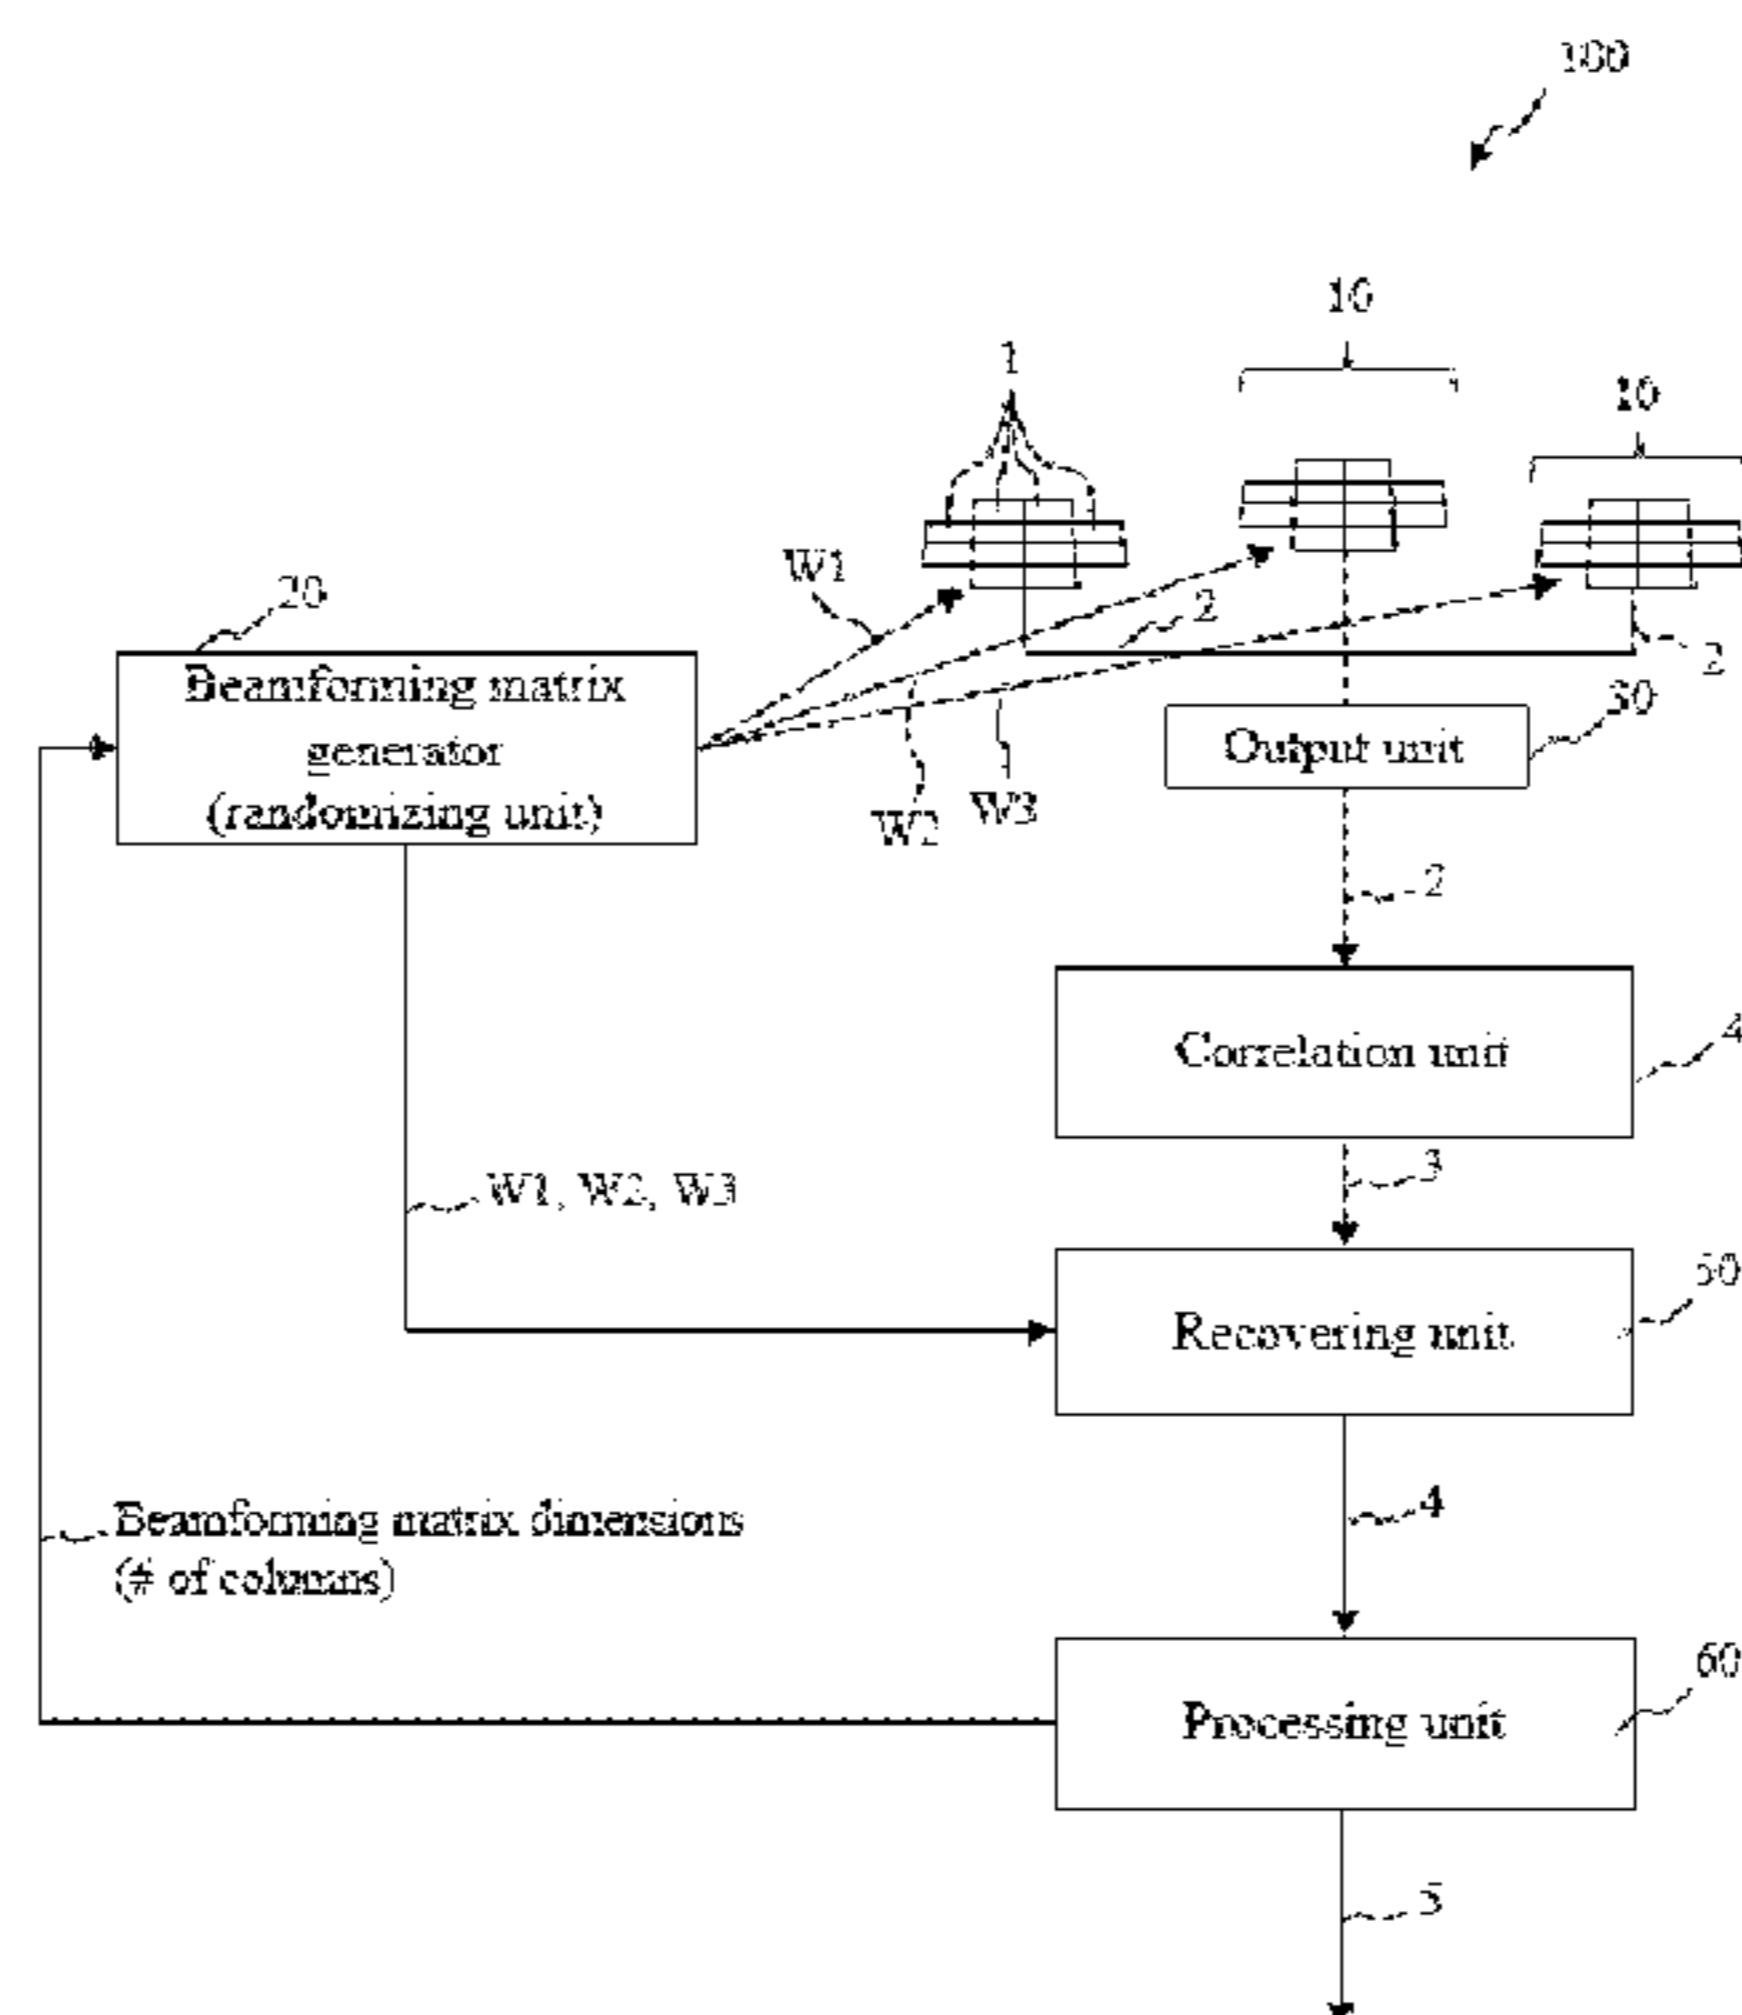 100
10
1
10
W1
20
2
2
Beamforming matrix
generator
(randomizing unit)
30
Output unit
W2
W3
2
Correlation unit
4
3
W1, W2, W3
50
Recovering unit
4
Beamforming matrix dimensions
(# of columns)
60
Processing unit
5